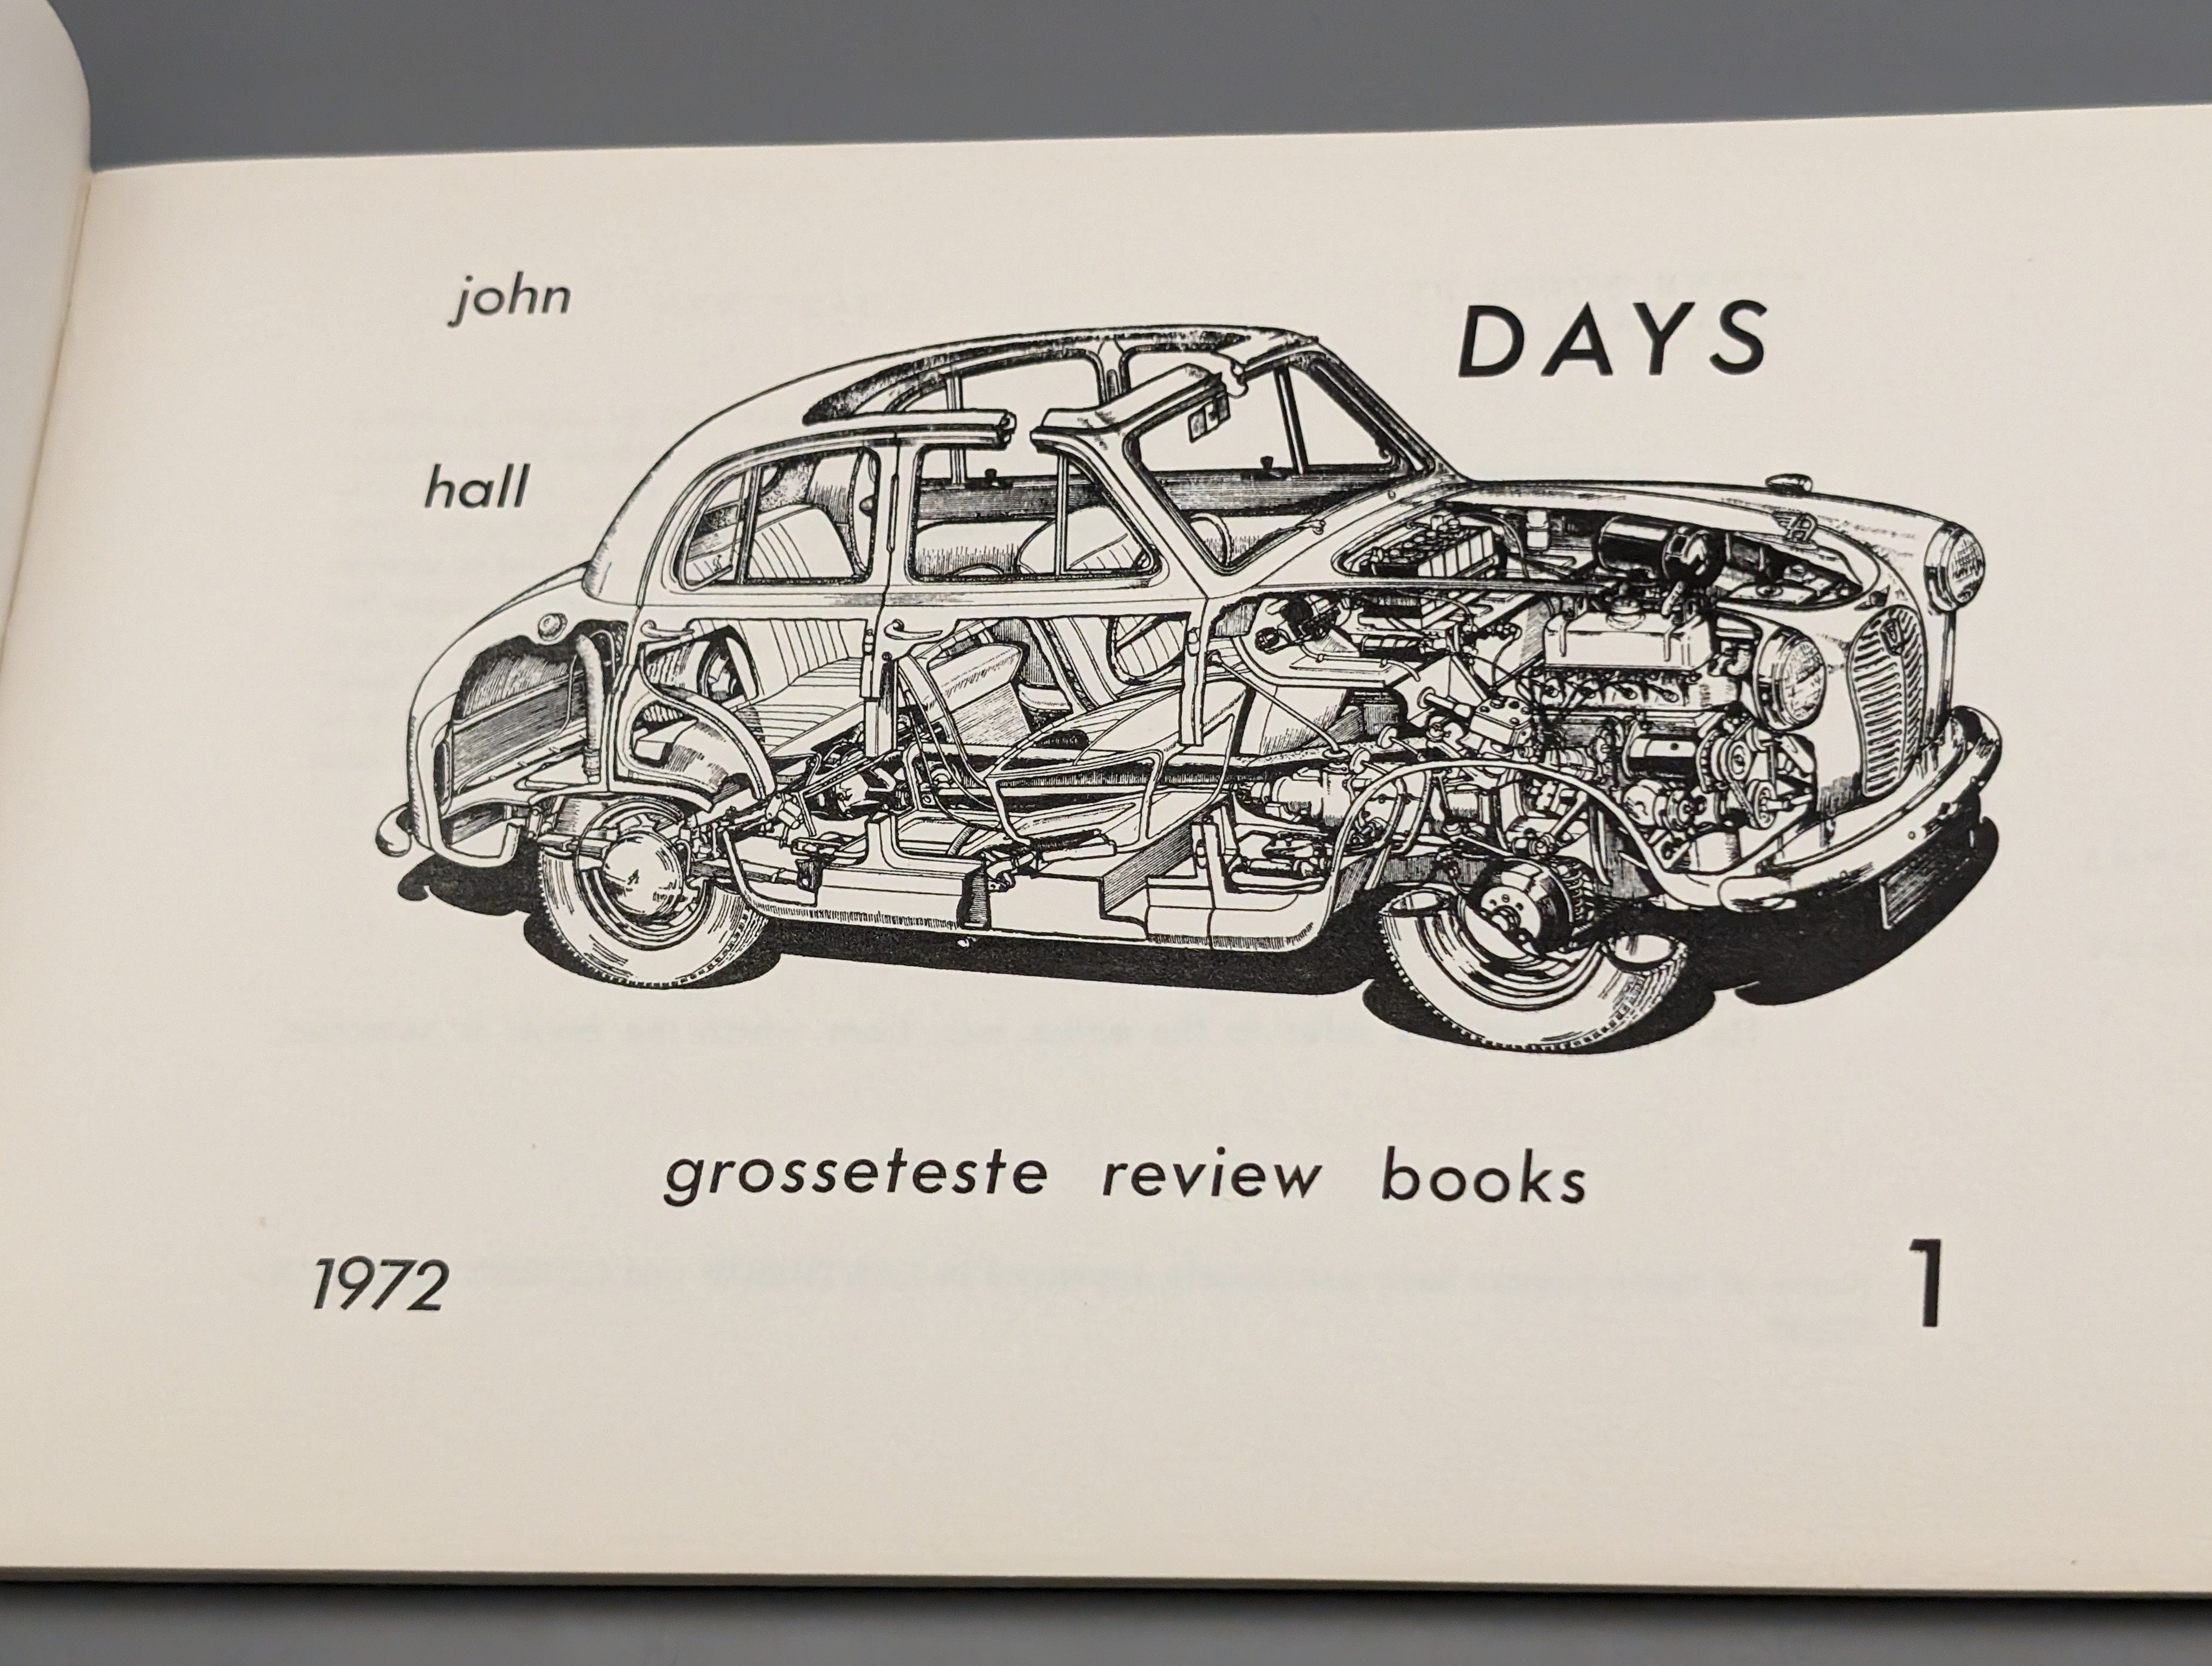 john
DAYS
hall
grosseteste review books
1972
1